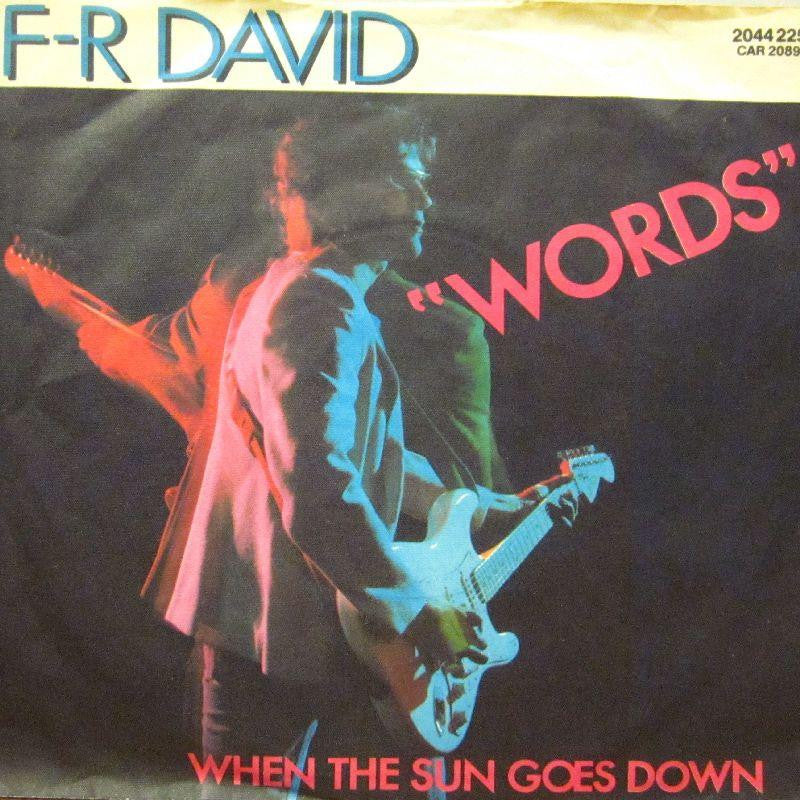 F-R DAVID
2044 225
CAR 2089
"WORDS"
WHEN THE SUN GOES DOWN